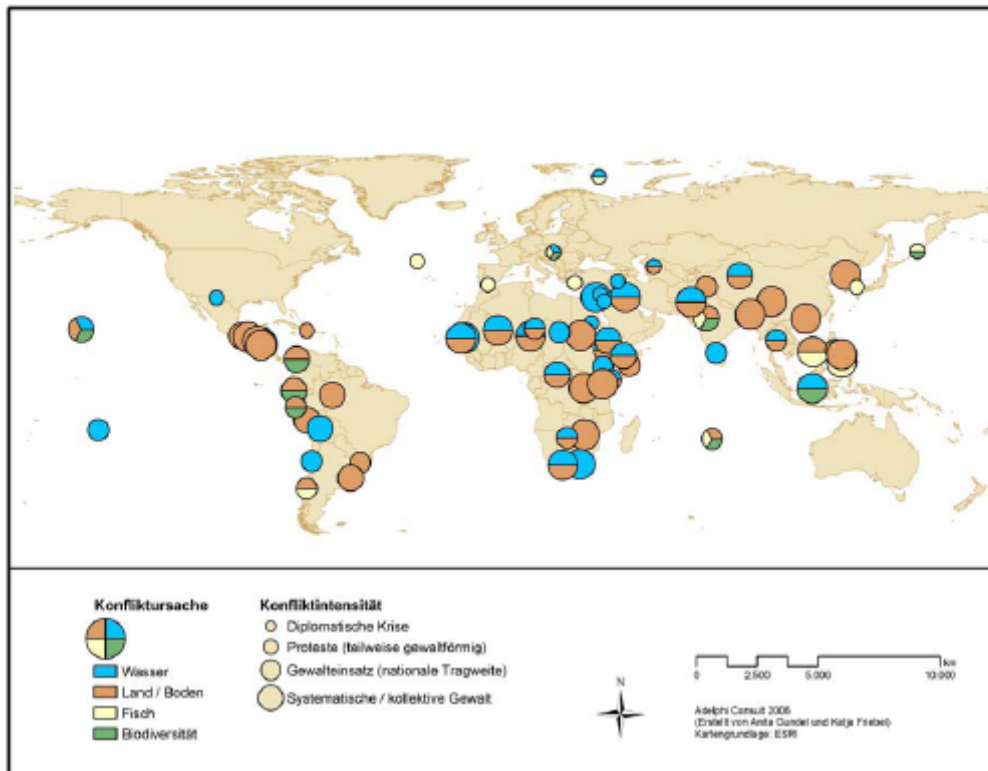 Konfliktursache
Wasser
Land / Boden
Fisch
Biodiversität
Konfliktintensität
Diplomatische Krise
Proteste (teilweise gewaltförmig)
Gewalteinsatz (nationale Tragweite)
Systematische / kollektive Gewalt
N
km
0 2.500 5.000 10.000
Adelphi Consult 2006
(Erstellt von Anita Gundel und Katja Friebel)
Kartengrundlage: ESRI